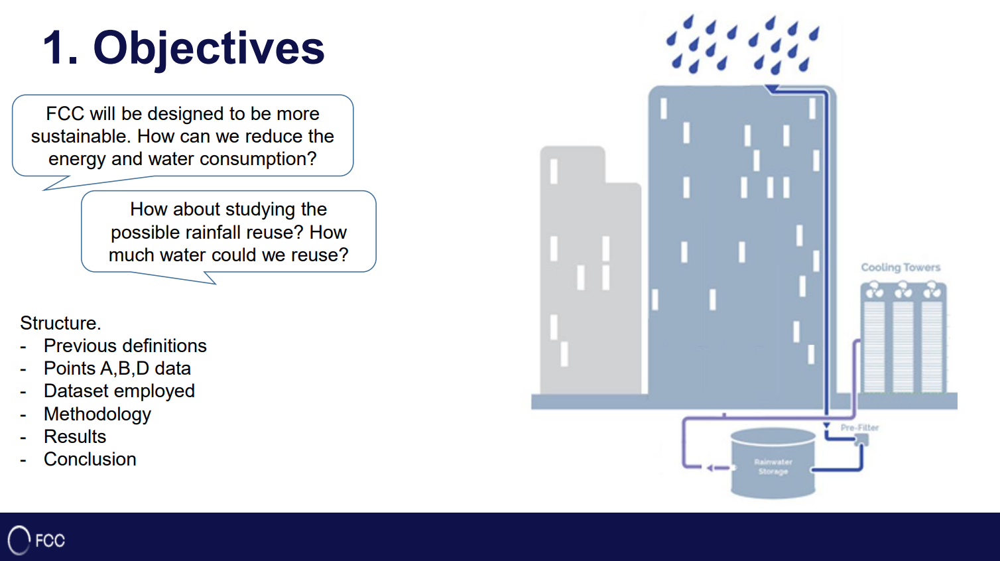 1. Objectives
FCC will be designed to be more
sustainable. How can we reduce the
energy and water consumption?
How about studying the
possible rainfall reuse? How
much water could we reuse?
Structure.
- Previous definitions
- Points A,B,D data
- Dataset employed
- Methodology
- Results
- Conclusion
Cooling Towers
Pre-Filter
Rainwater
Storage
FCC